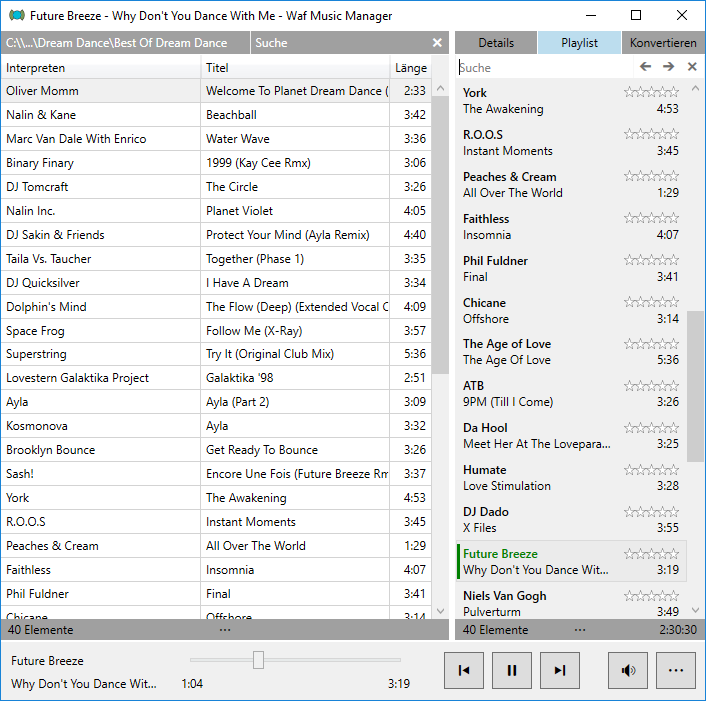 Future Breeze - Why Don't You Dance With Me - Waf Music Manager
C:\\...\Dream Dance\Best Of Dream Dance Suche
Interpreten Titel Länge
Oliver Momm Welcome To Planet Dream Dance ( 2:33
Nalin & Kane Beachball 3:42
Marc Van Dale With Enrico Water Wave 3:36
Binary Finary 1999 (Kay Cee Rmx) 3:06
DJ Tomcraft The Circle 3:26
Nalin Inc. Planet Violet 4:05
DJ Sakin & Friends Protect Your Mind (Ayla Remix) 4:40
Taila Vs. Taucher Together (Phase 1) 3:35
DJ Quicksilver I Have A Dream 3:34
Dolphin's Mind The Flow (Deep) (Extended Vocal C 4:09
Space Frog Follow Me (X-Ray) 3:57
Superstring Try It (Original Club Mix) 5:36
Lovestern Galaktika Project Galaktika '98 2:51
Ayla Ayla (Part 2) 3:09
Kosmonova Ayla 3:32
Brooklyn Bounce Get Ready To Bounce 3:26
Sash! Encore Une Fois (Future Breeze Rm 3:37
York The Awakening 4:53
R.O.O.S Instant Moments 3:45
Peaches & Cream All Over The World 1:29
Faithless Insomnia 4:07
Phil Fuldner Final 3:41
Chicane Offshore 3:14
40 Elemente ...
Details Playlist Konvertieren
Suche
York
The Awakening 4:53
R.O.O.S
Instant Moments 3:45
Peaches & Cream
All Over The World 1:29
Faithless
Insomnia 4:07
Phil Fuldner
Final 3:41
Chicane
Offshore 3:14
The Age of Love
The Age Of Love 5:36
ATB
9PM (Till I Come) 3:26
Da Hool
Meet Her At The Lovepara... 3:25
Humate
Love Stimulation 3:28
DJ Dado
X Files 3:55
Future Breeze
Why Don't You Dance Wit... 3:19
Niels Van Gogh
Pulverturm 3:49
40 Elemente ... 2:30:30
Future Breeze
Why Don't You Dance Wit... 1:04 3:19